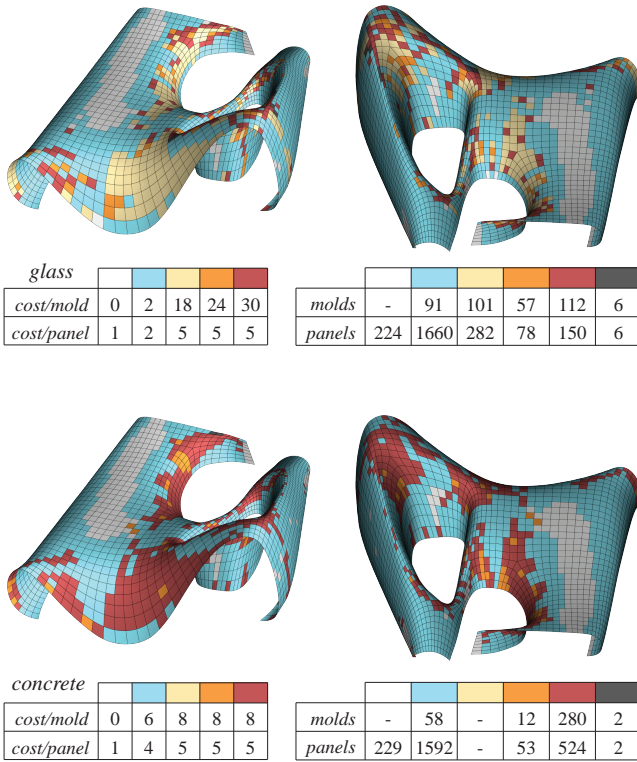 glass
cost/mold 0 2 18 24 30
cost/panel 1 2 5 5 5
molds - 91 101 57 112 6
panels 224 1660 282 78 150 6
concrete
cost/mold 0 6 8 8 8
cost/panel 1 4 5 5 5
molds - 58 - 12 280 2
panels 229 1592 - 53 524 2